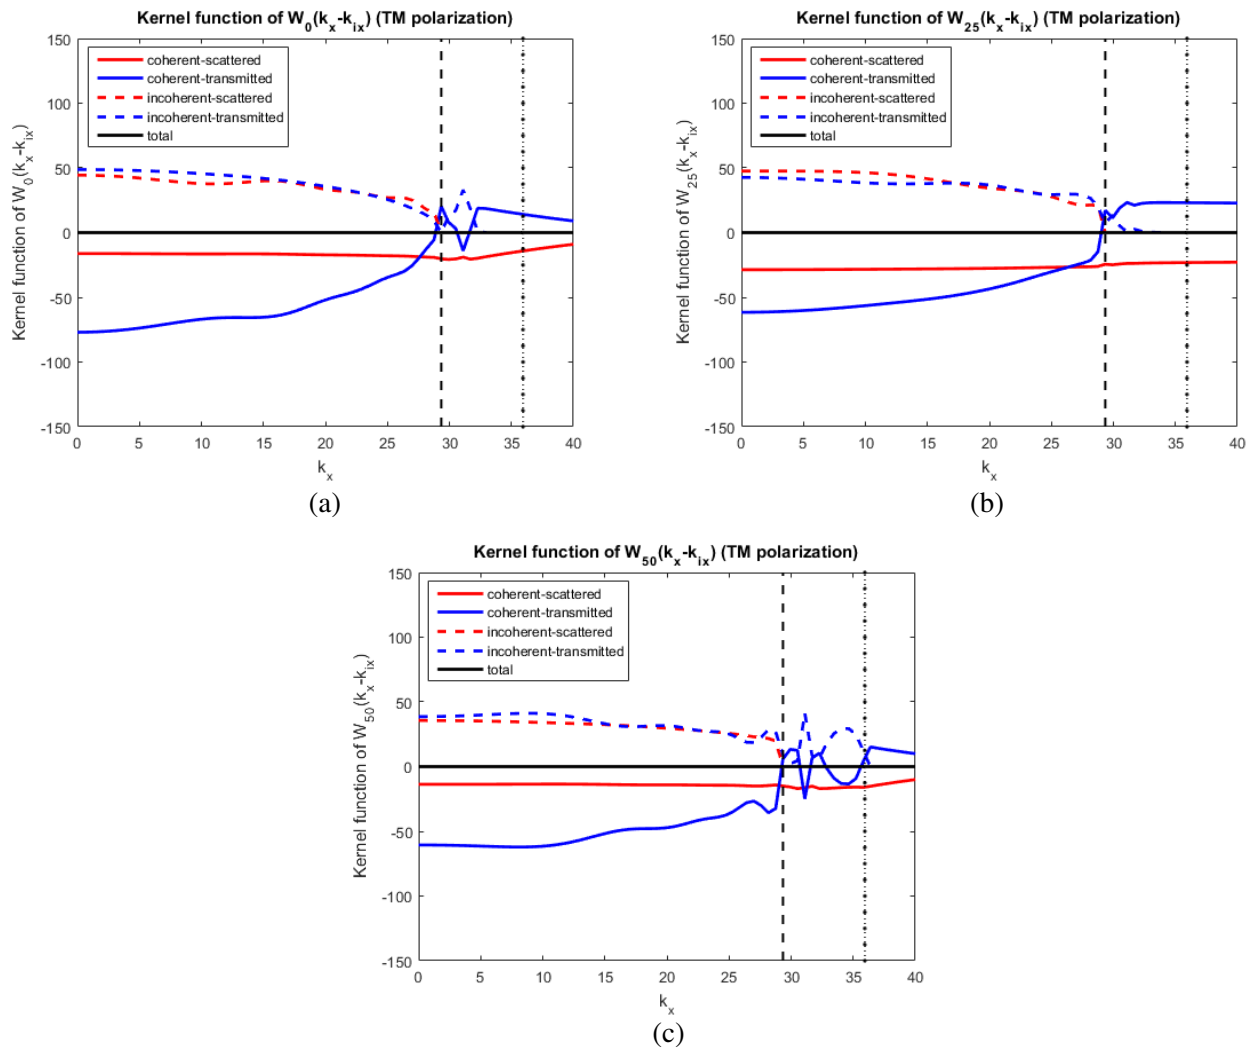 Kernel function of W0(kx-kix) (TM polarization)
150
100
50
0
-50
-100
-150
Kernel function of W0(kx-kix)
coherent-scattered
coherent-transmitted
incoherent-scattered
incoherent-transmitted
total
0 5 10 15 20 25 30 35 40
kx
(a)
Kernel function of W25(kx-kix) (TM polarization)
150
100
50
0
-50
-100
-150
Kernel function of W25(kx-kix)
coherent-scattered
coherent-transmitted
incoherent-scattered
incoherent-transmitted
total
0 5 10 15 20 25 30 35 40
kx
(b)
Kernel function of W50(kx-kix) (TM polarization)
150
100
50
0
-50
-100
-150
Kernel function of W50(kx-kix)
coherent-scattered
coherent-transmitted
incoherent-scattered
incoherent-transmitted
total
0 5 10 15 20 25 30 35 40
kx
(c)